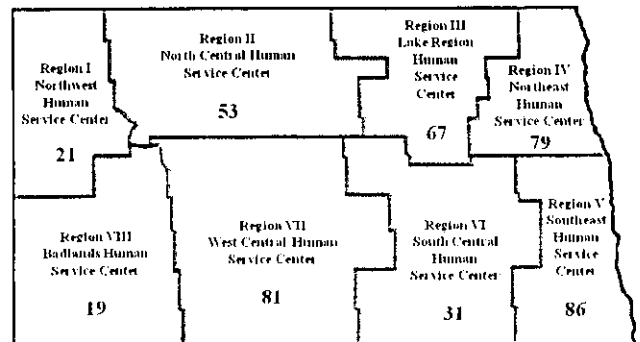 Region I
Northwest
Human
Service Center
21
Region II
North Central Human
Service Center
53
Region III
Lake Region
Human
Service
Center
67
Region IV
Northeast
Human
Service Center
79
Region VIII
Badlands Human
Service Center
19
Region VII
West Central Human
Service Center
81
Region VI
South Central
Human
Service Center
31
Region V
Southeast
Human
Service
Center
86